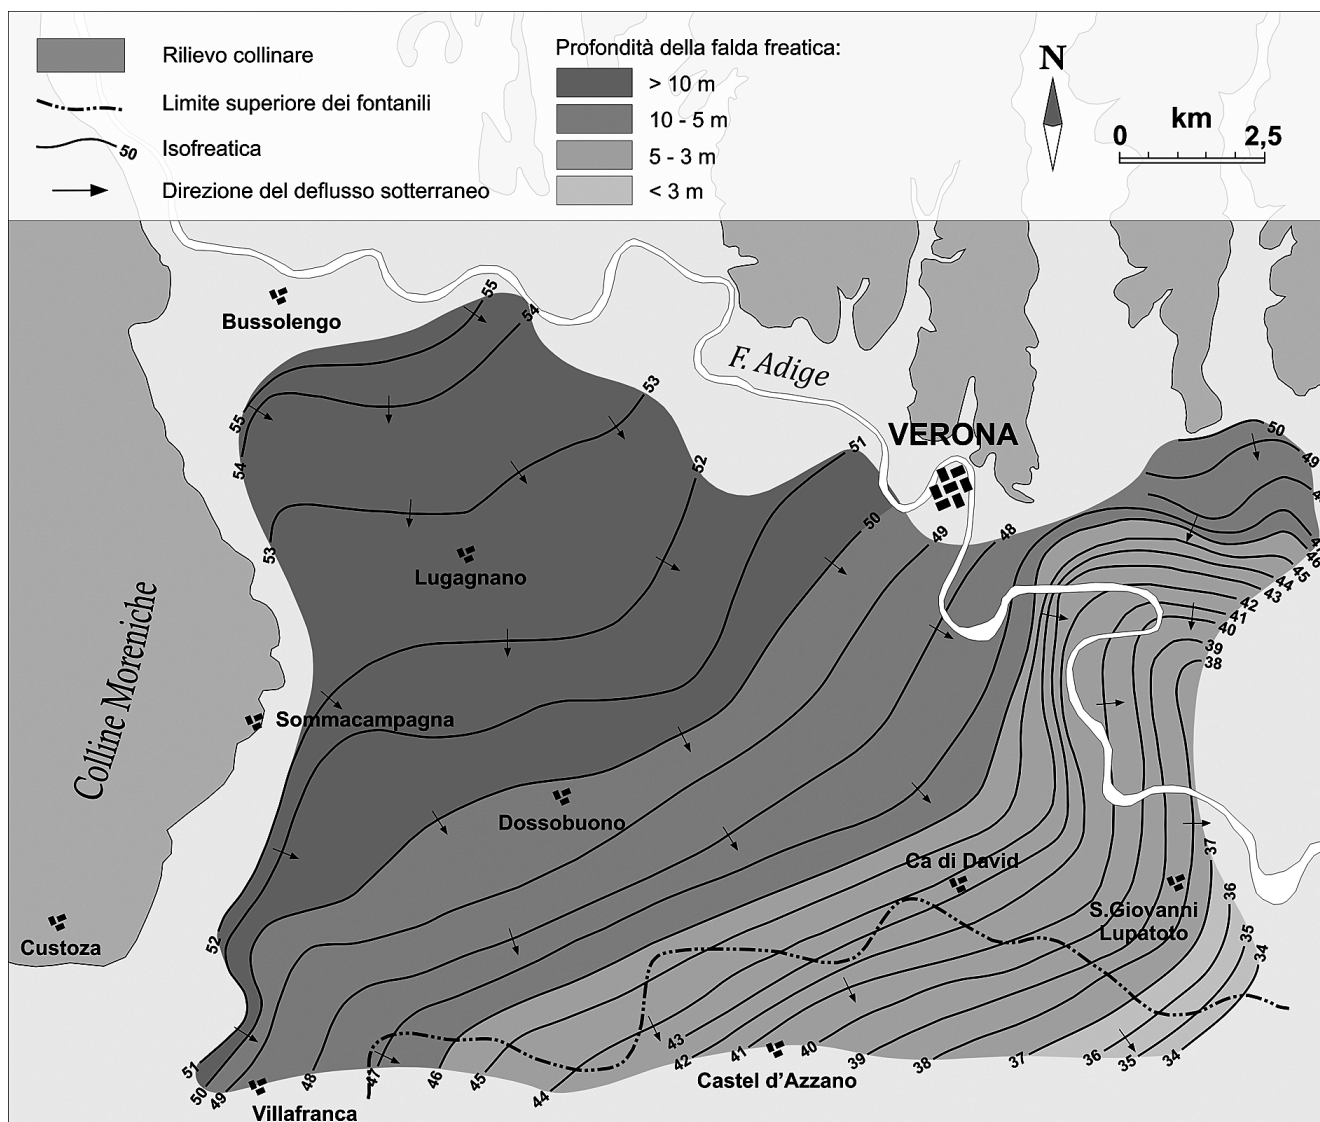 Rilievo collinare
Limite superiore dei fontanili
50
Isofreatica
Direzione del deflusso sotterraneo
Profondità della falda freatica:
> 10 m
10 - 5 m
5 - 3 m
< 3 m
N
km
0 2,5
55
Bussolengo
54
F. Adige
53
55
VERONA
50
51
49
54
52
50
49
48
53
46
Lugagnano
45
44
43
42
41
40
39
38
Colline Moreniche
Sommacampagna
Dossobuono
37
Ca di David
36
S.Giovanni
Lupatoto
Custoza
52
35
34
43
42
41
40
39
38
37
36
35
34
51
50
49
48
47
46
45
44
Castel d'Azzano
Villafranca